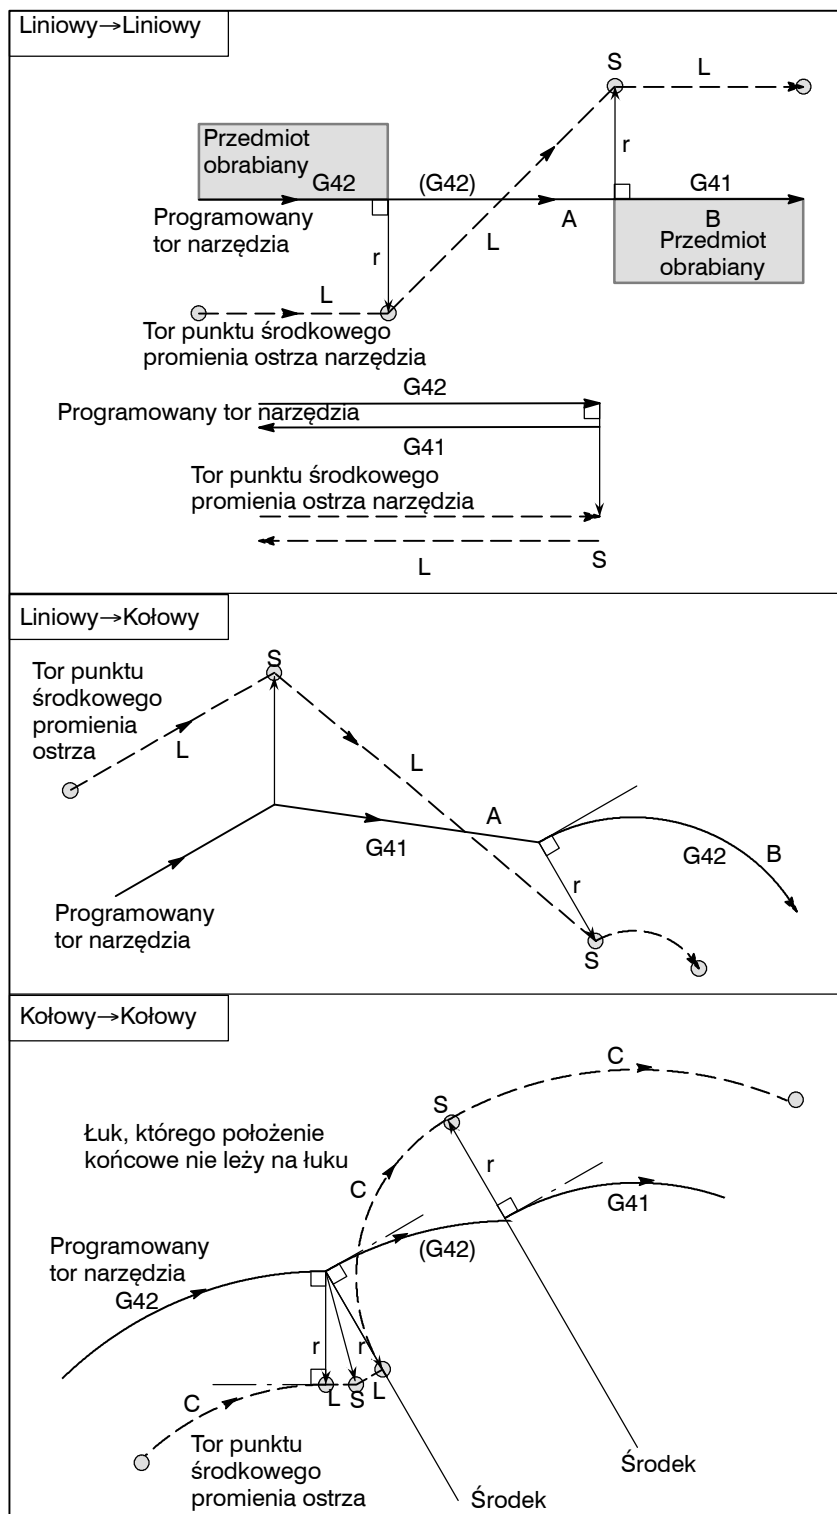 Liniowy→Liniowy
S
L
Przedmiot
obrabiany
r
G42
(G42)
G41
Programowany
tor narzędzia
A
B
r
L
Przedmiot
obrabiany
L
Tor punktu środkowego
promienia ostrza narzędzia
G42
Programowany tor narzędzia
G41
Tor punktu środkowego
promienia ostrza narzędzia
L
S
Liniowy→Kołowy
S
Tor punktu
środkowego
promienia
ostrza
L
L
A
G41
G42
B
r
Programowany
tor narzędzia
S
Kołowy→Kołowy
C
S
Łuk, którego położenie
końcowe nie leży na łuku
r
C
G41
Programowany
tor narzędzia
(G42)
G42
r
r
C
L
S
L
Tor punktu
środkowego
promienia ostrza
Środek
Środek